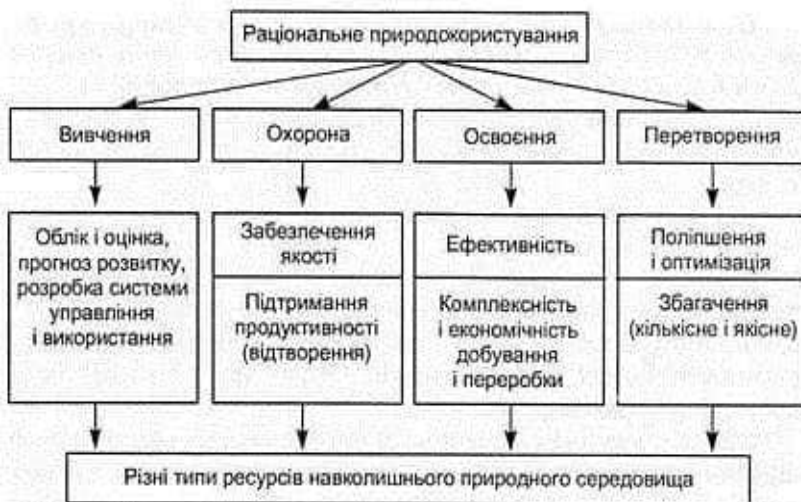 Раціональне природокористування
Вивчення
Охорона
Освоєння
Перетворення
Облік і оцінка,
прогноз розвитку,
розробка системи
управління
і використання
Забезпечення
якості
Підтримання
продуктивності
(відтворення)
Ефективність
Комплексність
і економічність
добування
і переробки
Поліпшення
і оптимізація
Збагачення
(кількісне і якісне)
Різні типи ресурсів навколишнього природного середовища